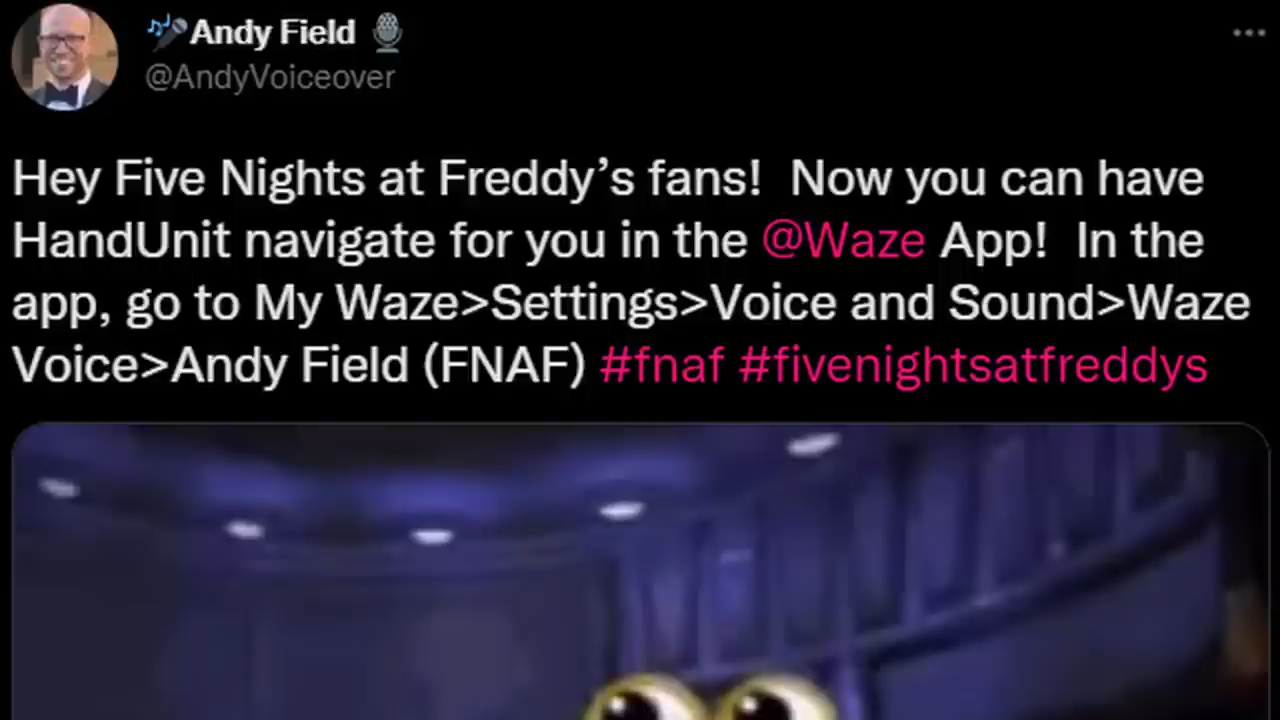 🎤Andy Field 🎙️
@AndyVoiceover
Hey Five Nights at Freddy’s fans!  Now you can have
HandUnit navigate for you in the @Waze App!  In the
app, go to My Waze>Settings>Voice and Sound>Waze
Voice>Andy Field (FNAF) #fnaf #fivenightsatfreddys